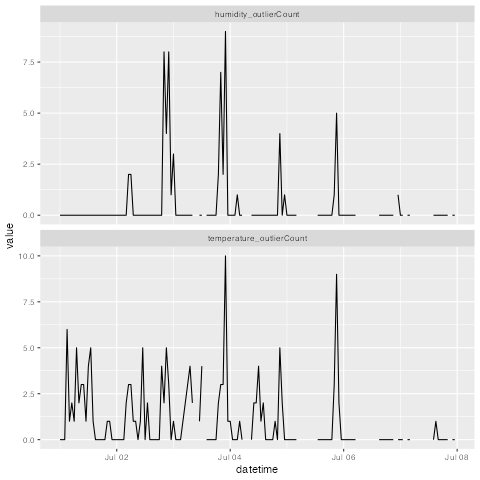 humidity_outlierCount
7.5
5.0
2.5
0.0
value
temperature_outlierCount
10.0
7.5
5.0
2.5
0.0
Jul 02
Jul 04
Jul 06
Jul 08
datetime